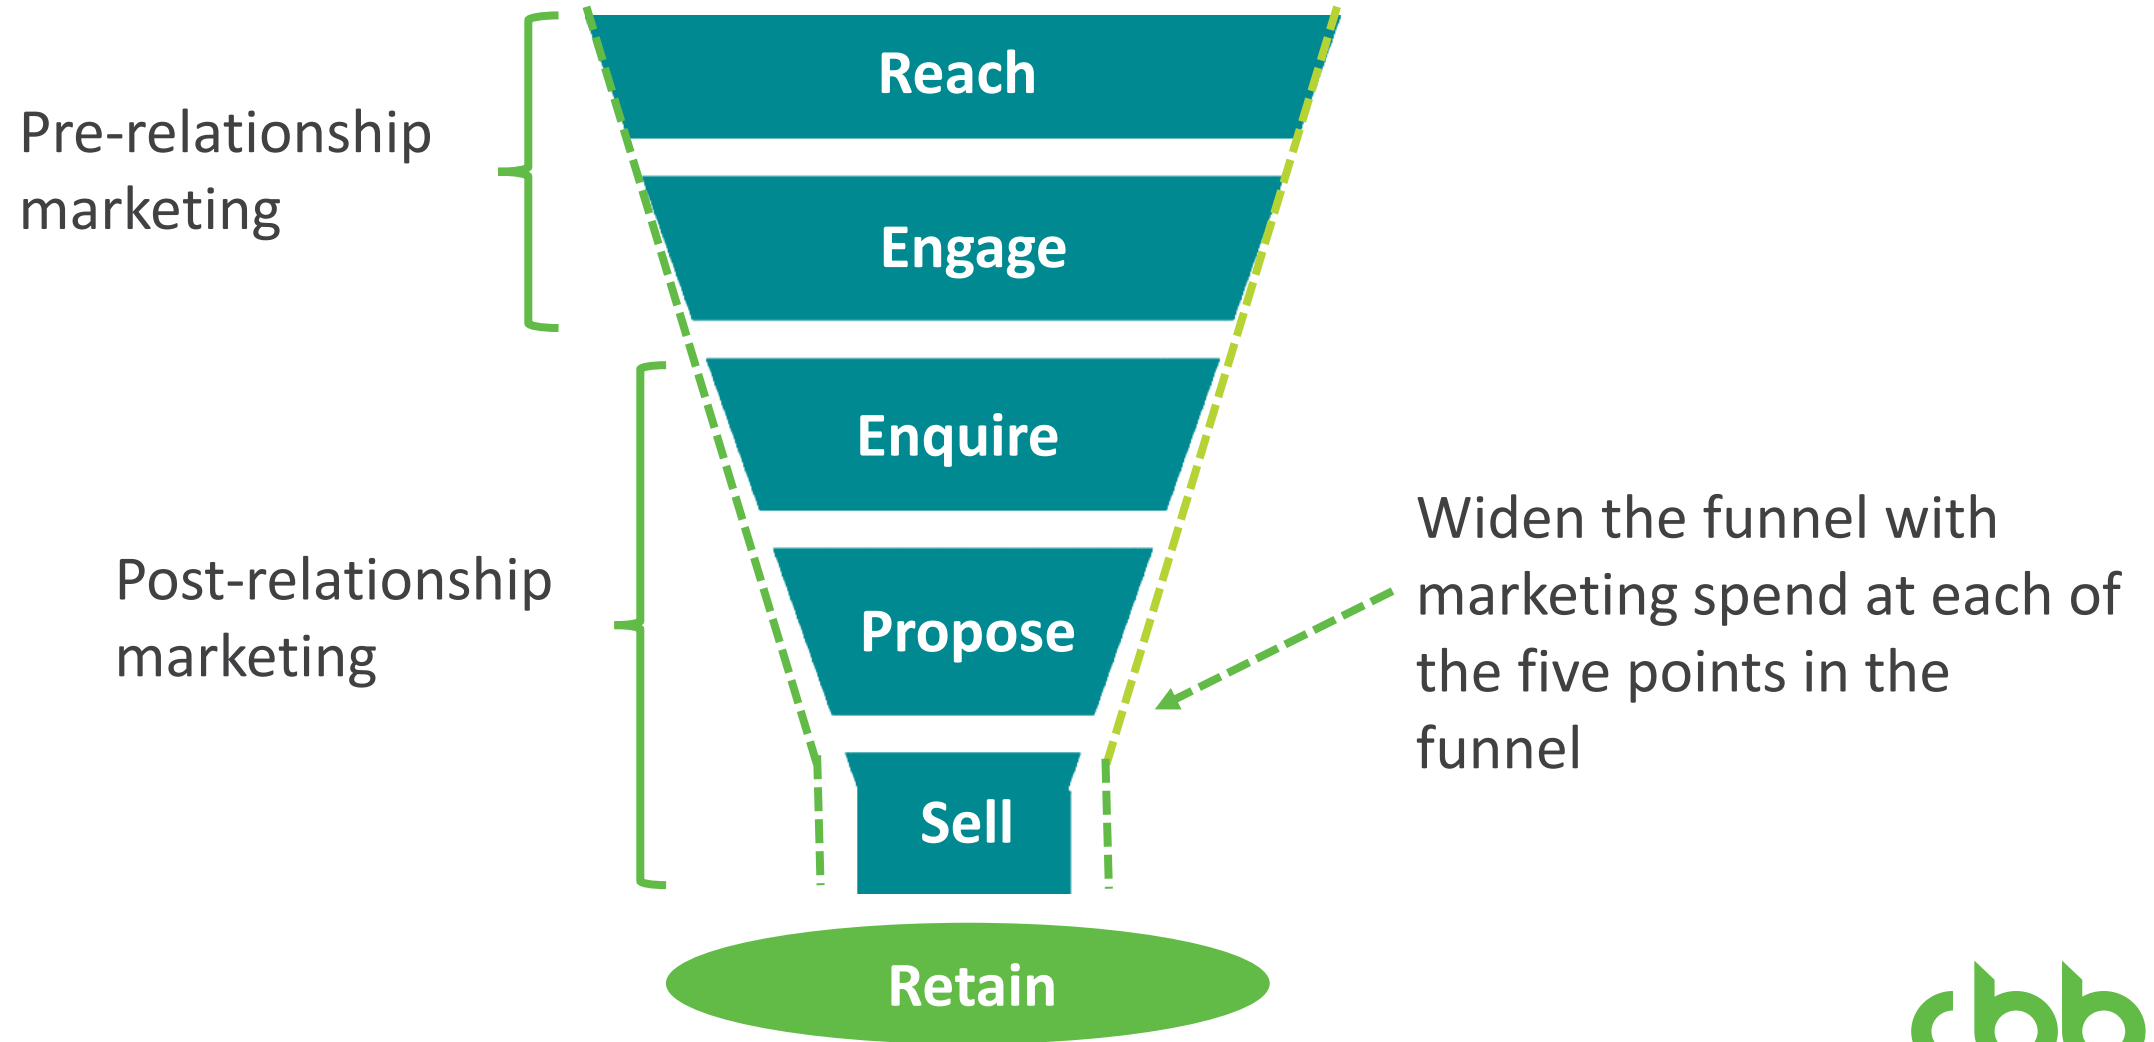 Reach
Pre-relationship
marketing
Engage
Enquire
Post-relationship
marketing
Propose
Widen the funnel with
marketing spend at each of
the five points in the
funnel
Sell
Retain
cbb